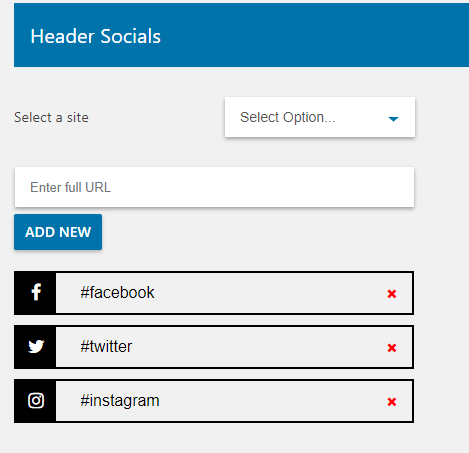 Header Socials
Select a site
Select Option...
Enter full URL
ADD NEW
#facebook
#twitter
#instagram